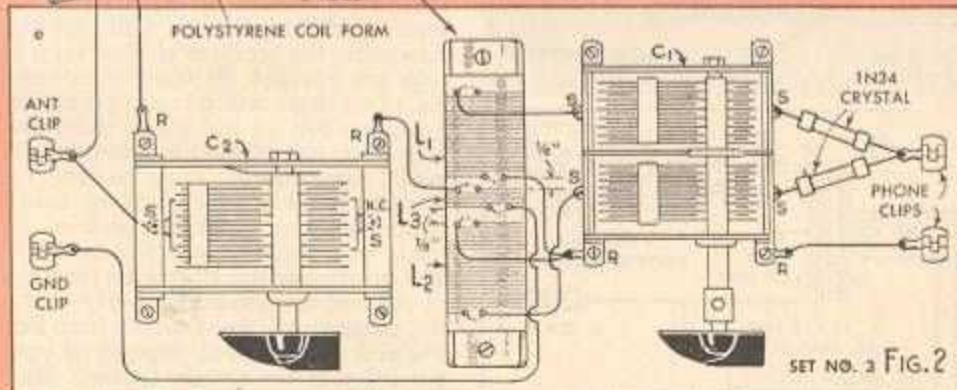 e
POLYSTYRENE COIL FORM
ANT
CLIP
R
C2
R
S
N.C.
S
GND
CLIP
L1
L3
L2
1/8"
1/8"
C1
S
S
S
S
R
R
1N34
CRYSTAL
PHONE
CLIPS
SET NO. 3 FIG. 2